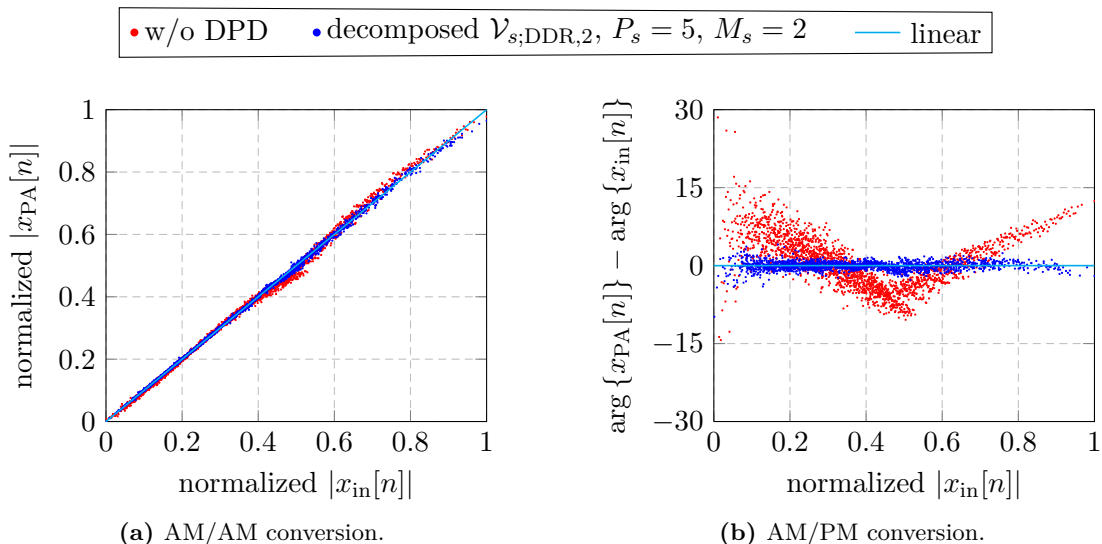 w/o DPD decomposed 𝒱s;DDR,2, Ps = 5, Ms = 2 linear
normalized |xPA[n]|
1
0.8
0.6
0.4
0.2
0
0 0.2 0.4 0.6 0.8 1
normalized |xin[n]|
(a) AM/AM conversion.
arg {xPA[n]} − arg {xin[n]}
30
15
0
−15
−30
0 0.2 0.4 0.6 0.8 1
normalized |xin[n]|
(b) AM/PM conversion.